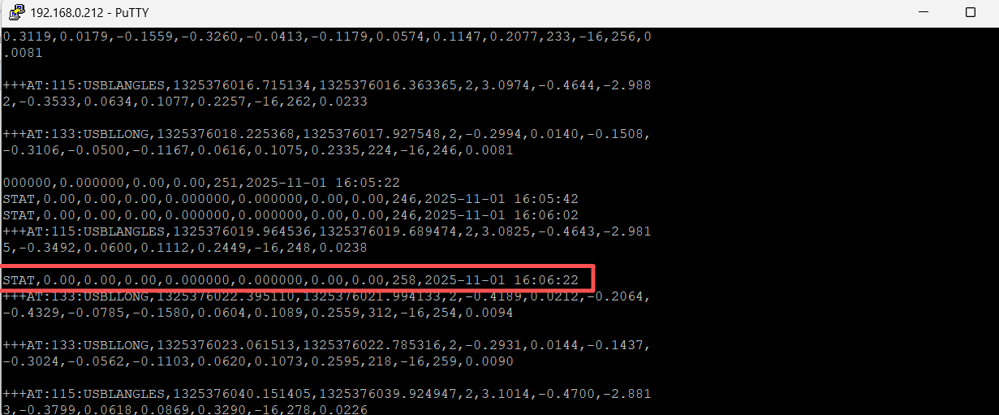 192.168.0.212 - PuTTY
0.3119,0.0179,-0.1559,-0.3260,-0.0413,-0.1179,0.0574,0.1147,0.2077,233,-16,256,0
.0081
+++AT:115:USBLANGLES,1325376016.715134,1325376016.363365,2,3.0974,-0.4644,-2.988
2,-0.3533,0.0634,0.1077,0.2257,-16,262,0.0233
+++AT:133:USBLLONG,1325376018.225368,1325376017.927548,2,-0.2994,0.0140,-0.1508,
-0.3106,-0.0500,-0.1167,0.0616,0.1075,0.2335,224,-16,246,0.0081
000000,0.000000,0.00,0.00,251,2025-11-01 16:05:22
STAT,0.00,0.00,0.00,0.000000,0.000000,0.00,0.00,246,2025-11-01 16:05:42
STAT,0.00,0.00,0.00,0.000000,0.000000,0.00,0.00,246,2025-11-01 16:06:02
+++AT:115:USBLANGLES,1325376019.964536,1325376019.689474,2,3.0825,-0.4643,-2.981
5,-0.3492,0.0600,0.1112,0.2449,-16,248,0.0238
STAT,0.00,0.00,0.00,0.000000,0.000000,0.00,0.00,258,2025-11-01 16:06:22
+++AT:133:USBLLONG,1325376022.395110,1325376021.994133,2,-0.4189,0.0212,-0.2064,
-0.4329,-0.0785,-0.1580,0.0604,0.1089,0.2559,312,-16,254,0.0094
+++AT:133:USBLLONG,1325376023.061513,1325376022.785316,2,-0.2931,0.0144,-0.1437,
-0.3024,-0.0562,-0.1103,0.0620,0.1073,0.2595,218,-16,259,0.0090
+++AT:115:USBLANGLES,1325376040.151405,1325376039.924947,2,3.1014,-0.4700,-2.881
3,-0.3799,0.0618,0.0869,0.3290,-16,278,0.0226